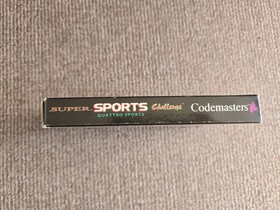 SUPER SPORTS Challenge Codemasters
QUATTRO SPORTS